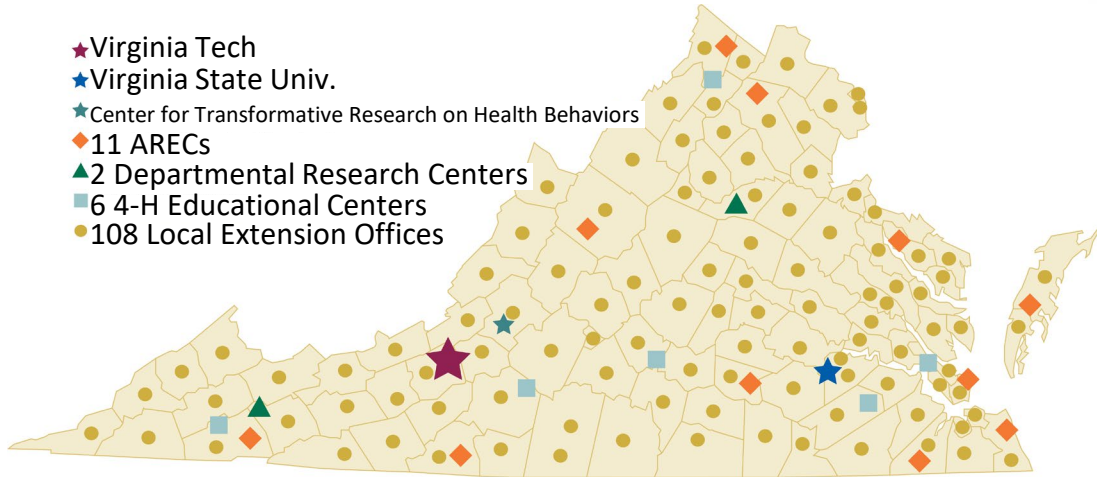 Virginia Tech
Virginia State Univ.
Center for Transformative Research on Health Behaviors
11 ARECs
2 Departmental Research Centers
6 4-H Educational Centers
108 Local Extension Offices